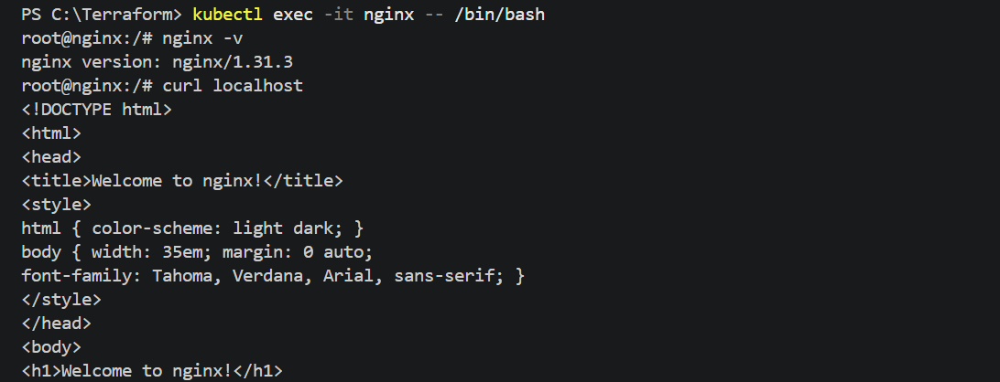 PS C:\Terraform> kubectl exec -it nginx -- /bin/bash
root@nginx:/# nginx -v
nginx version: nginx/1.31.3
root@nginx:/# curl localhost
<!DOCTYPE html>
<html>
<head>
<title>Welcome to nginx!</title>
<style>
html { color-scheme: light dark; }
body { width: 35em; margin: 0 auto;
font-family: Tahoma, Verdana, Arial, sans-serif; }
</style>
</head>
<body>
<h1>Welcome to nginx!</h1>